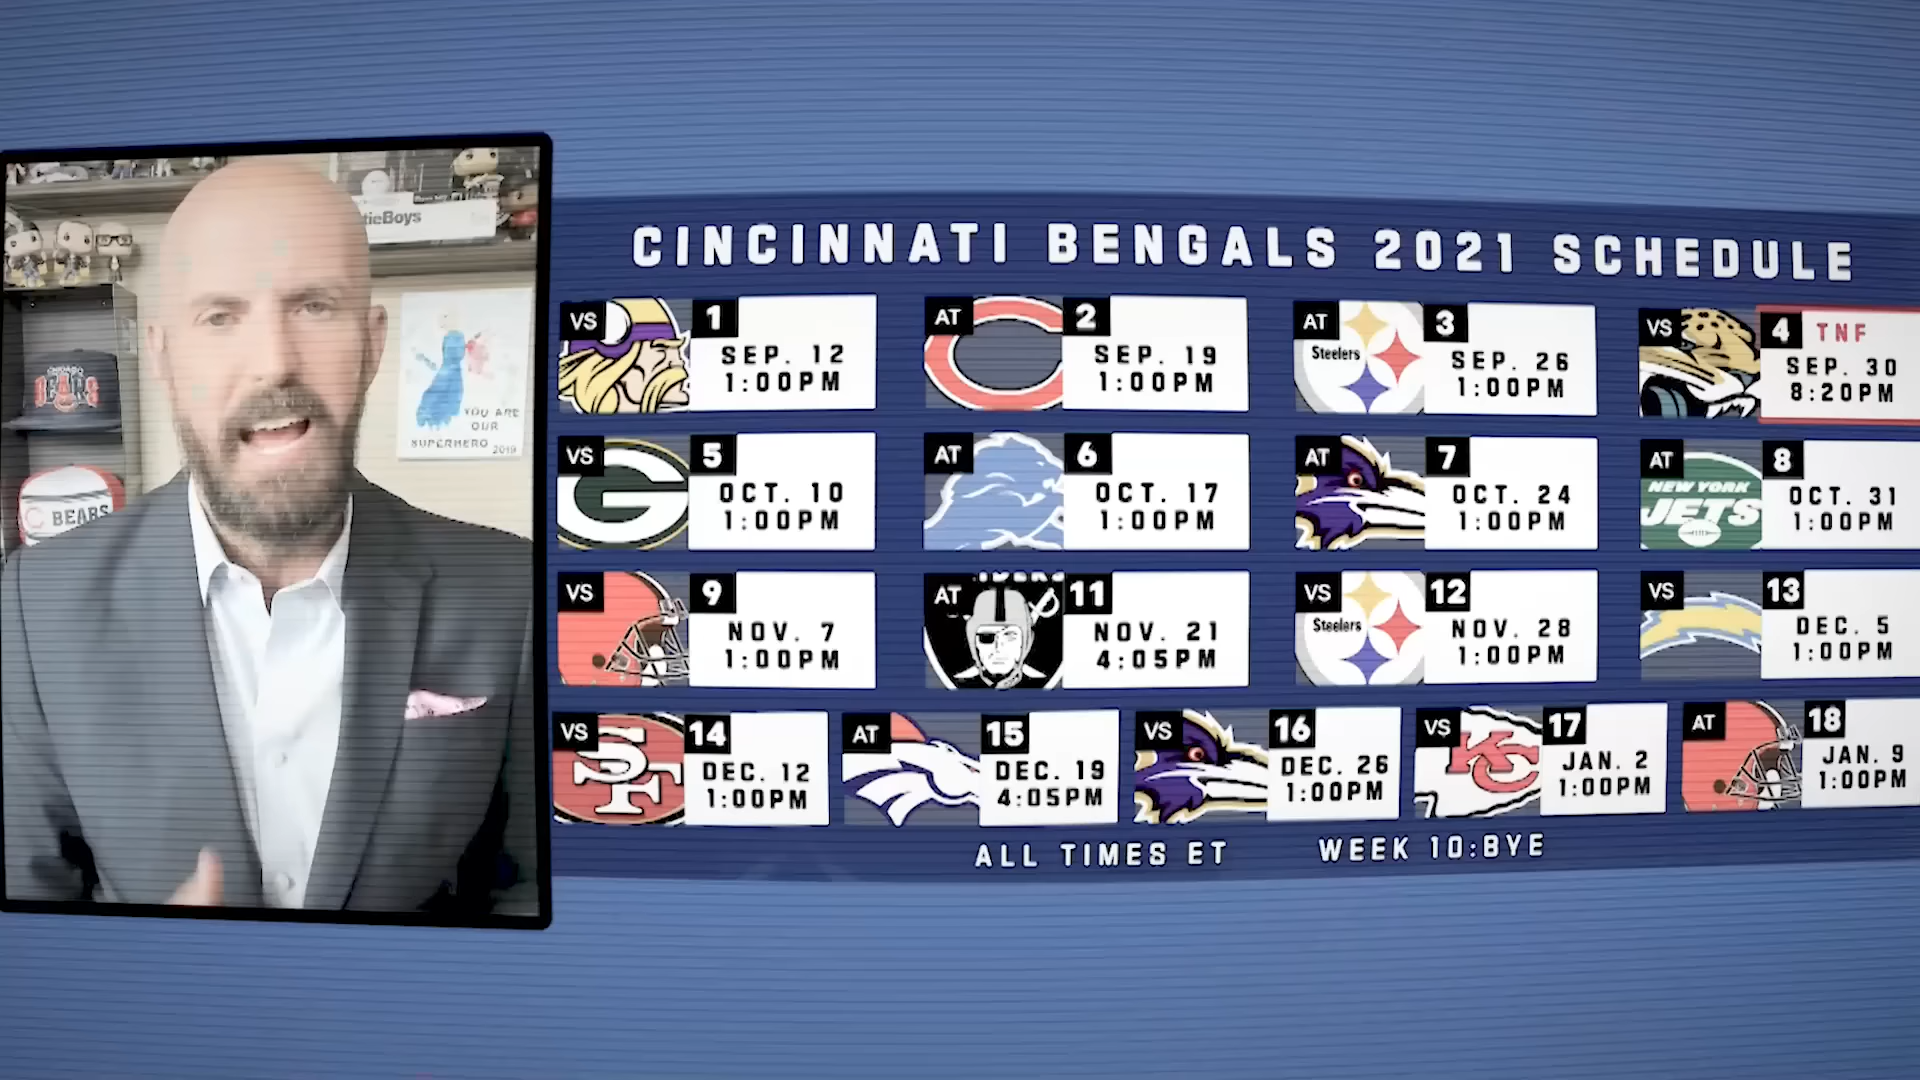 tieBoys
BEARS
BEARS
YOU ARE
OUR
SUPERHERO
2019
CINCINNATI BENGALS 2021 SCHEDULE
VS 1
SEP. 12
1:00PM
AT 2
SEP. 19
1:00PM
AT Steelers 3
SEP. 26
1:00PM
VS 4 TNF
SEP. 30
8:20PM
VS G 5
OCT. 10
1:00PM
AT 6
OCT. 17
1:00PM
AT 7
OCT. 24
1:00PM
AT NEW YORK JETS 8
OCT. 31
1:00PM
VS 9
NOV. 7
1:00PM
AT 11
NOV. 21
4:05PM
VS Steelers 12
NOV. 28
1:00PM
VS 13
DEC. 5
1:00PM
VS SF 14
DEC. 12
1:00PM
AT 15
DEC. 19
4:05PM
VS 16
DEC. 26
1:00PM
VS KC 17
JAN. 2
1:00PM
AT 18
JAN. 9
1:00PM
ALL TIMES ET
WEEK 10:BYE